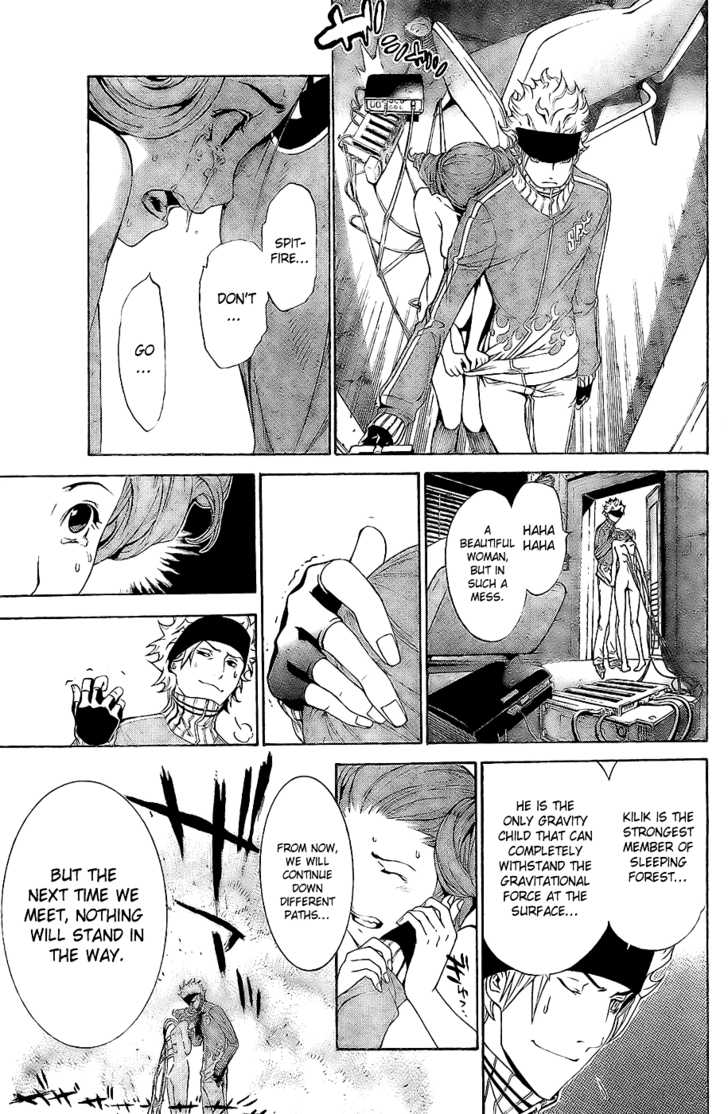 SPIT-
FIRE...
DON'T
...
GO
...
HAHA
HAHA
A
BEAUTIFUL
WOMAN,
BUT IN
SUCH A
MESS.
KILIK IS THE
STRONGEST
MEMBER OF
SLEEPING
FOREST...
HE IS THE
ONLY GRAVITY
CHILD THAT CAN
COMPLETELY
WITHSTAND THE
GRAVITATIONAL
FORCE AT THE
SURFACE...
FROM NOW,
WE WILL
CONTINUE
DOWN
DIFFERENT
PATHS...
BUT THE
NEXT TIME WE
MEET, NOTHING
WILL STAND IN
THE WAY.